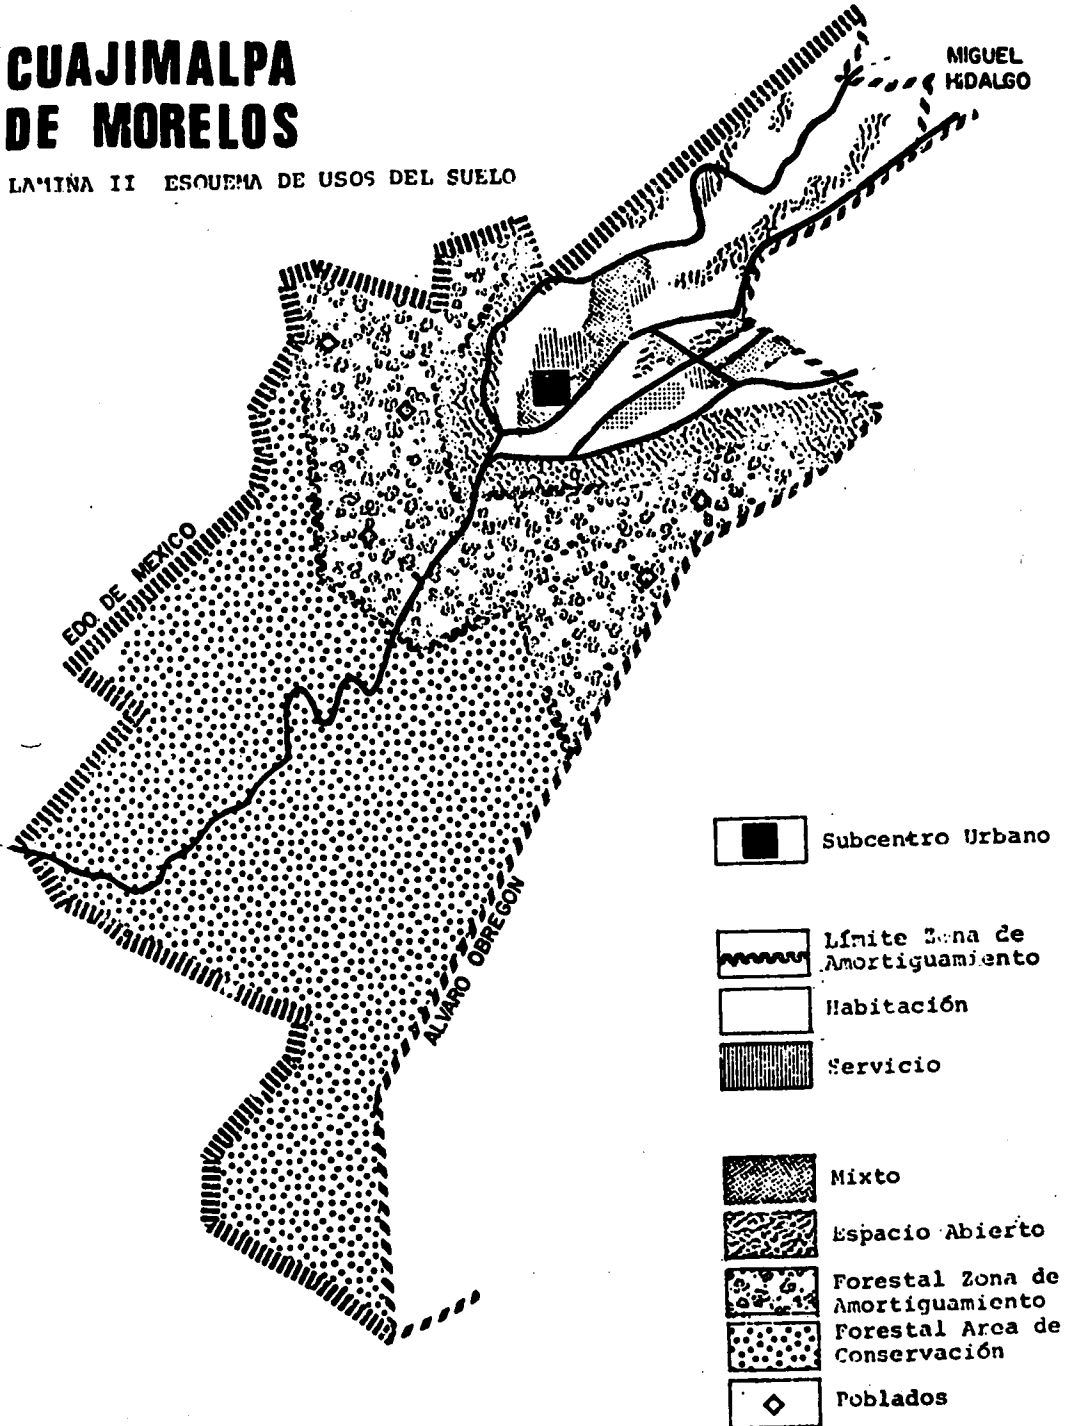 CUAJIMALPA
DE MORELOS
LAMINA II ESQUEMA DE USOS DEL SUELO
MIGUEL
HIDALGO
EDO DE MEXICO
ALVARO OBREGON
Subcentro Urbano
Límite Zona de
Amortiguamiento
Habitación
Servicio
Mixto
Espacio Abierto
Forestal Zona de
Amortiguamiento
Forestal Area de
Conservación
Poblados